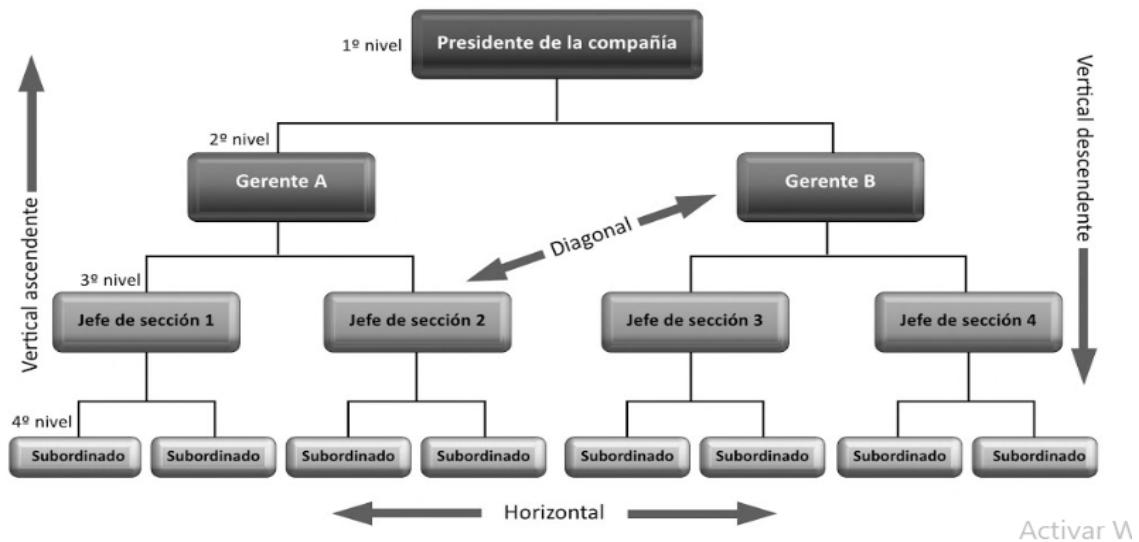 1º nivel
Presidente de la compañía
Vertical ascendente
Vertical descendente
2º nivel
Gerente A
Gerente B
Diagonal
3º nivel
Jefe de sección 1
Jefe de sección 2
Jefe de sección 3
Jefe de sección 4
4º nivel
Subordinado
Subordinado
Subordinado
Subordinado
Subordinado
Subordinado
Subordinado
Subordinado
Horizontal
Activar W